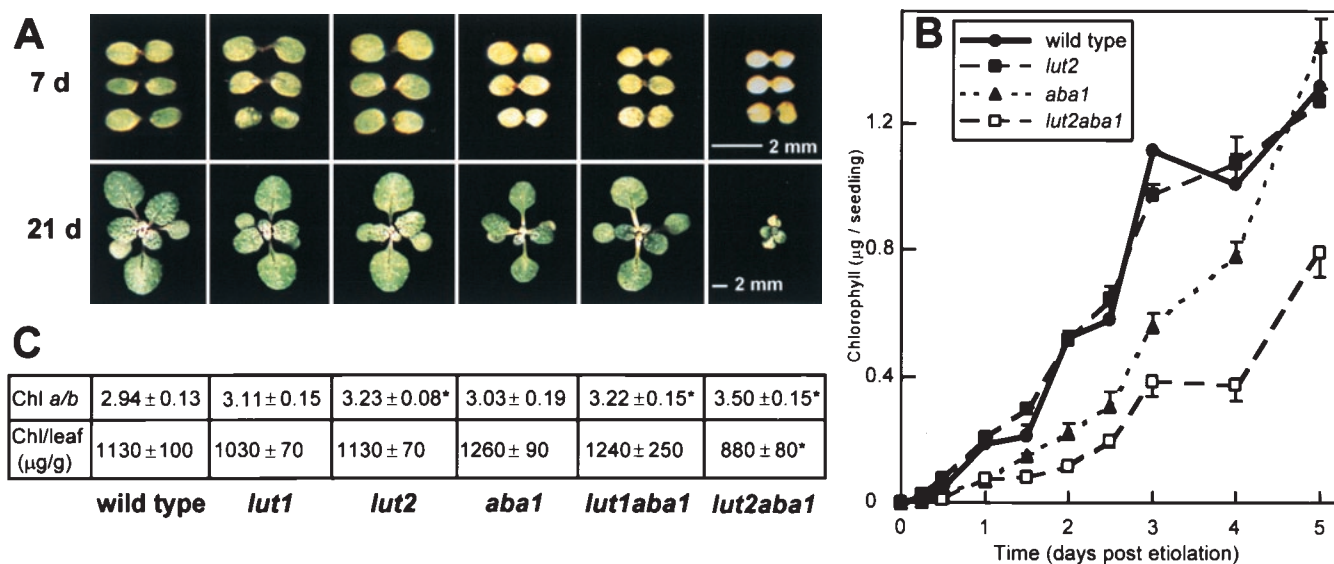 A
7 d
2 mm
21 d
2 mm
B
wild type
lut2
aba1
lut2aba1
Chlorophyll (µg / seedling)
1.2
0.8
0.4
0
0 1 2 3 4 5
Time (days post etiolation)
C
Chl a/b 2.94 ± 0.13 3.11 ± 0.15 3.23 ± 0.08* 3.03 ± 0.19 3.22 ± 0.15* 3.50 ± 0.15*
Chl/leaf
(µg/g) 1130 ± 100 1030 ± 70 1130 ± 70 1260 ± 90 1240 ± 250 880 ± 80*
wild type lut1 lut2 aba1 lut1aba1 lut2aba1